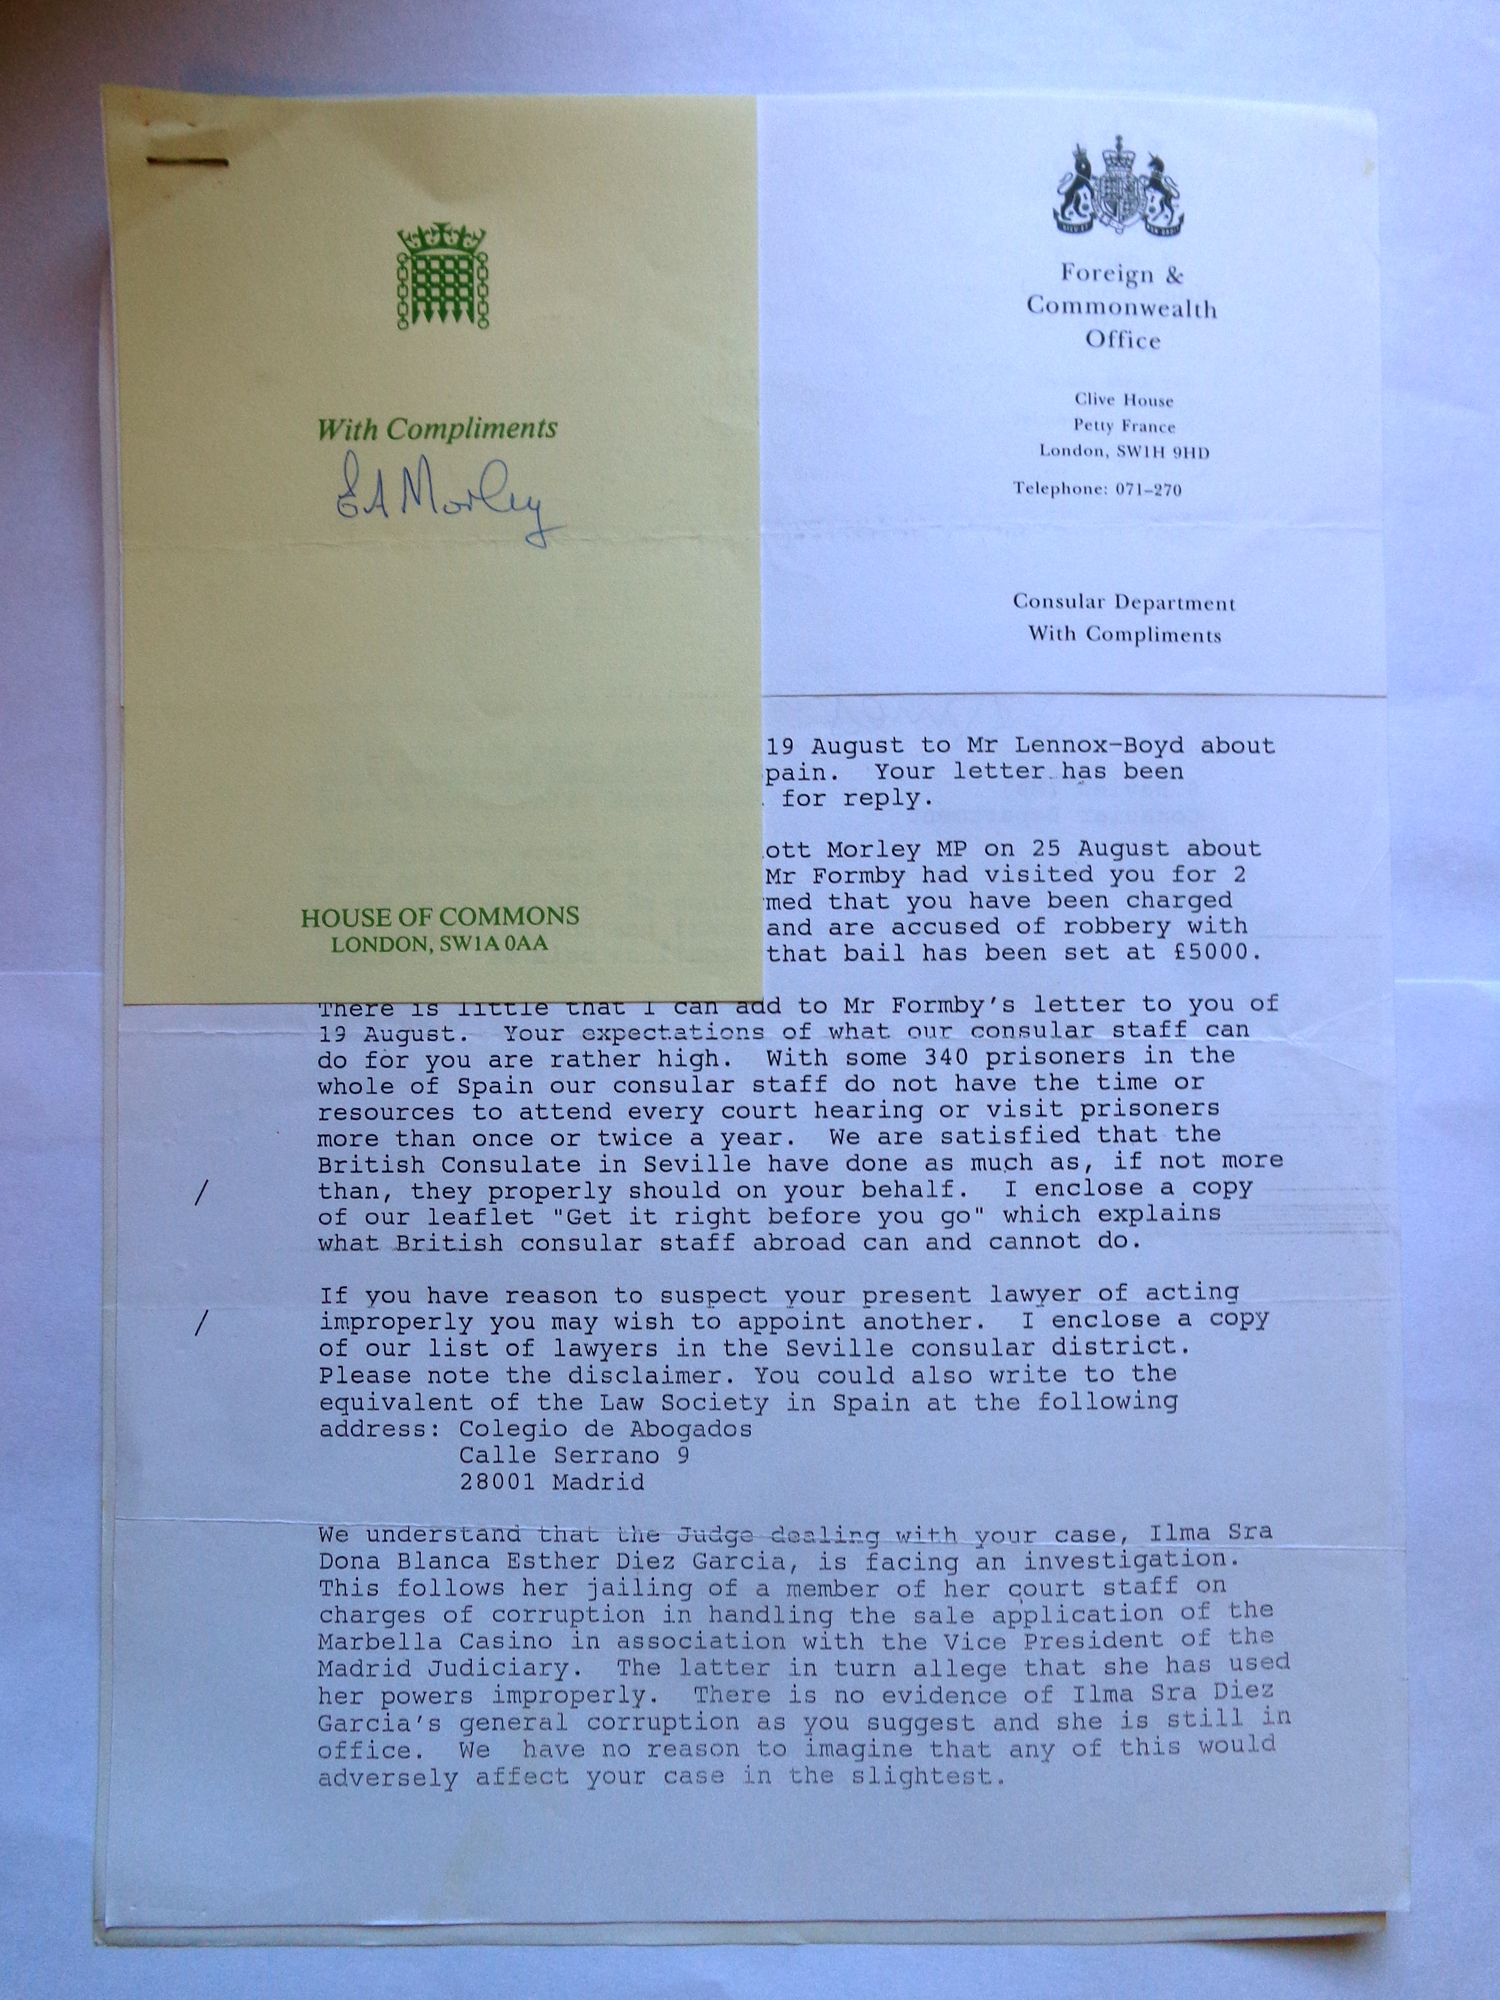 With Compliments
E A Morley
HOUSE OF COMMONS
LONDON, SW1A 0AA
Foreign &
Commonwealth
Office
Clive House
Petty France
London, SW1H 9HD
Telephone: 071-270
Consular Department
With Compliments
19 August to Mr Lennox-Boyd about
pain. Your letter has been
for reply.
ott Morley MP on 25 August about
Mr Formby had visited you for 2
med that you have been charged
and are accused of robbery with
that bail has been set at £5000.
There is little that I can add to Mr Formby's letter to you of
19 August. Your expectations of what our consular staff can
do for you are rather high. With some 340 prisoners in the
whole of Spain our consular staff do not have the time or
resources to attend every court hearing or visit prisoners
more than once or twice a year. We are satisfied that the
British Consulate in Seville have done as much as, if not more
/ than, they properly should on your behalf. I enclose a copy
of our leaflet "Get it right before you go" which explains
what British consular staff abroad can and cannot do.
If you have reason to suspect your present lawyer of acting
/ improperly you may wish to appoint another. I enclose a copy
of our list of lawyers in the Seville consular district.
Please note the disclaimer. You could also write to the
equivalent of the Law Society in Spain at the following
address: Colegio de Abogados
Calle Serrano 9
28001 Madrid
We understand that the Judge dealing with your case, Ilma Sra
Dona Blanca Esther Diez Garcia, is facing an investigation.
This follows her jailing of a member of her court staff on
charges of corruption in handling the sale application of the
Marbella Casino in association with the Vice President of the
Madrid Judiciary. The latter in turn allege that she has used
her powers improperly. There is no evidence of Ilma Sra Diez
Garcia's general corruption as you suggest and she is still in
office. We have no reason to imagine that any of this would
adversely affect your case in the slightest.